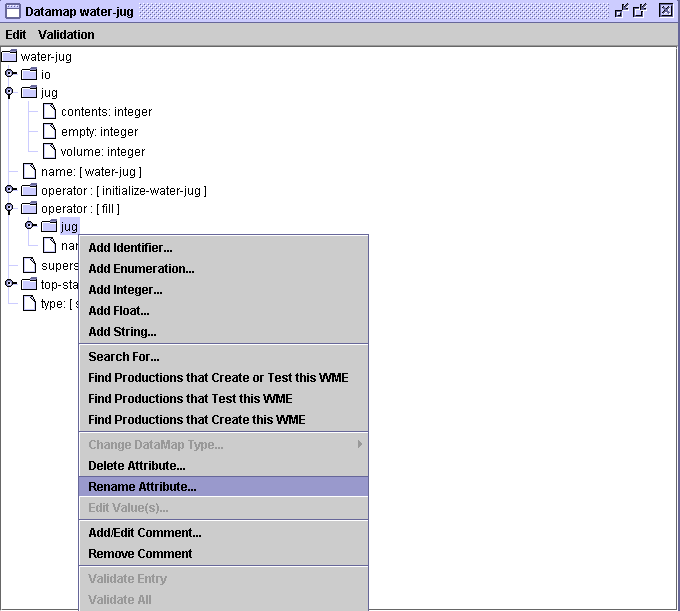 Datamap water-jug
Edit Validation
water-jug
io
jug
contents: integer
empty: integer
volume: integer
name: [ water-jug ]
operator : [ initialize-water-jug ]
operator : [ fill ]
jug
Add Identifier...
Add Enumeration...
Add Integer...
Add Float...
Add String...
Search For...
Find Productions that Create or Test this WME
Find Productions that Test this WME
Find Productions that Create this WME
Change DataMap Type...
Delete Attribute...
Rename Attribute...
Edit Value(s)...
Add/Edit Comment...
Remove Comment
Validate Entry
Validate All
type: [